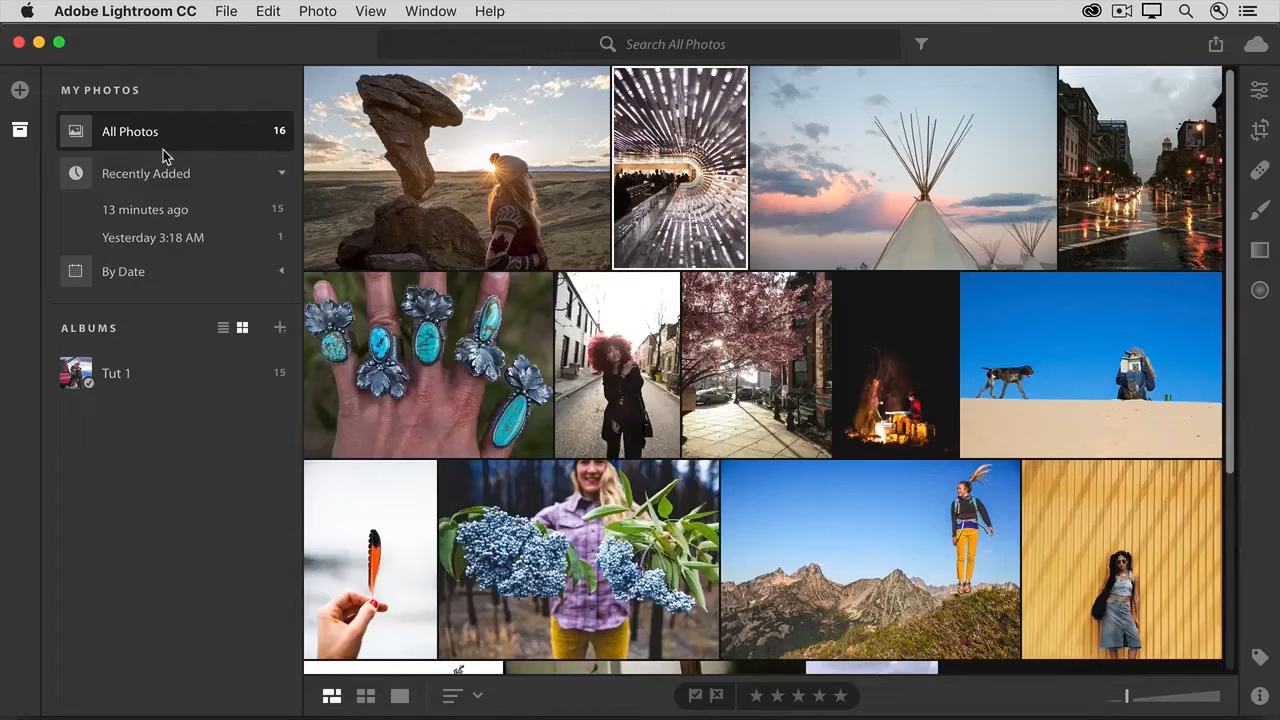 Adobe Lightroom CC File Edit Photo View Window Help
Search All Photos
MY PHOTOS
All Photos 16
Recently Added
13 minutes ago 15
Yesterday 3:18 AM 1
By Date
ALBUMS
Tut 1 15